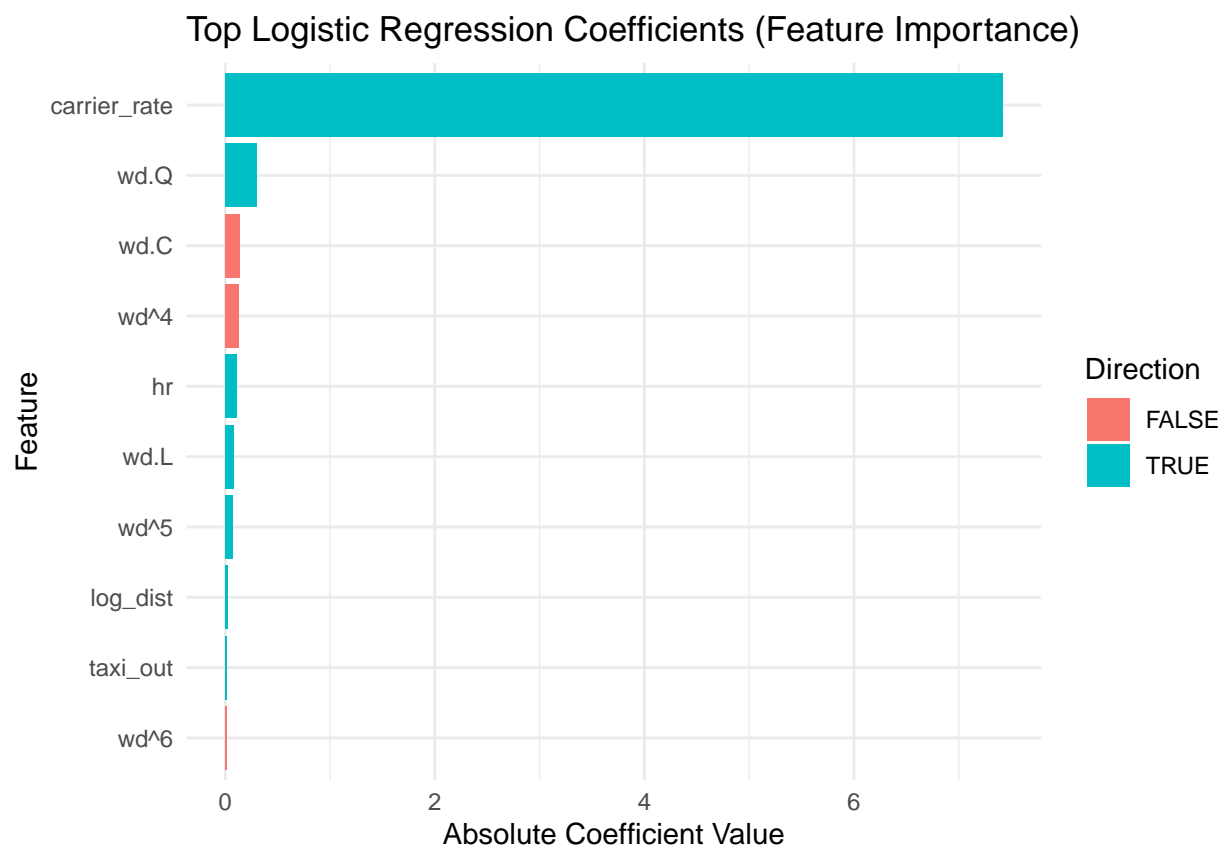 Top Logistic Regression Coefficients (Feature Importance)
carrier_rate
wd.Q
wd.C
wd^4
hr
wd.L
wd^5
log_dist
taxi_out
wd^6
Feature
0 2 4 6
Absolute Coefficient Value
Direction
FALSE
TRUE